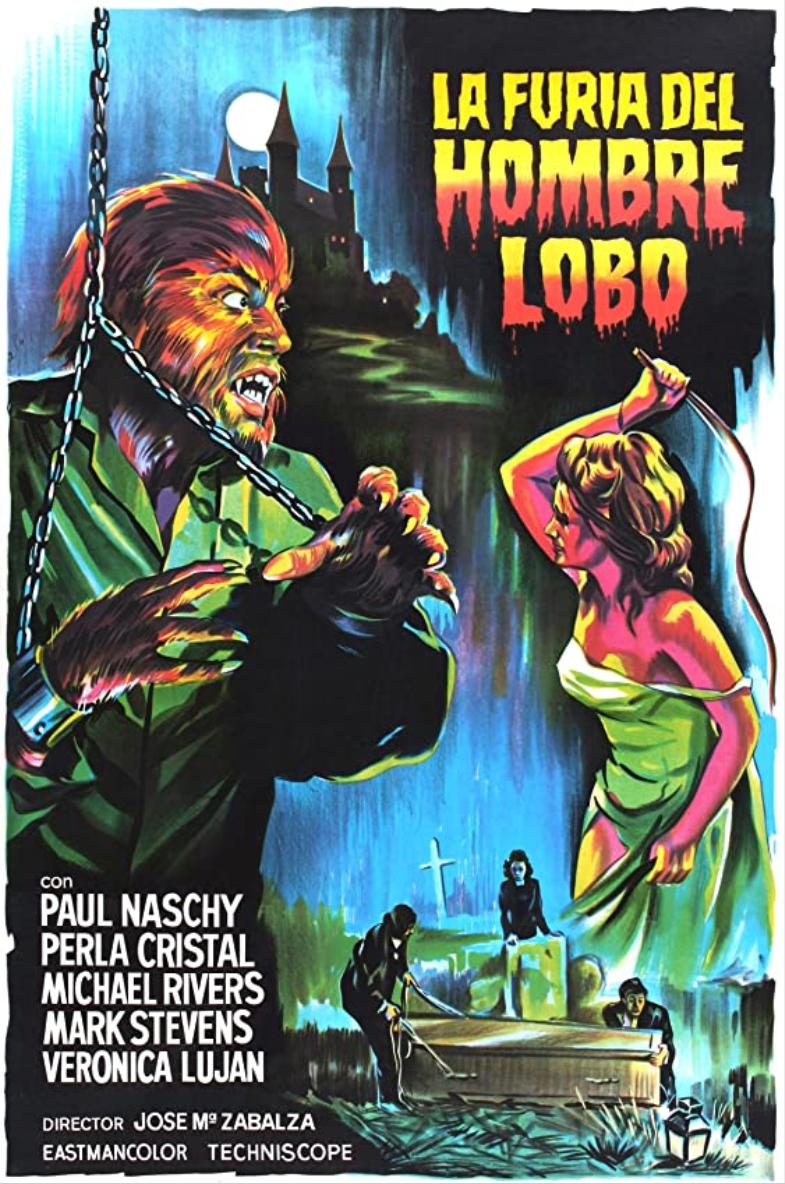 LA FURIA DEL
HOMBRE
LOBO
con
PAUL NASCHY
PERLA CRISTAL
MICHAEL RIVERS
MARK STEVENS
VERONICA LUJAN
DIRECTOR JOSE Mª ZABALZA
EASTMANCOLOR TECHNISCOPE